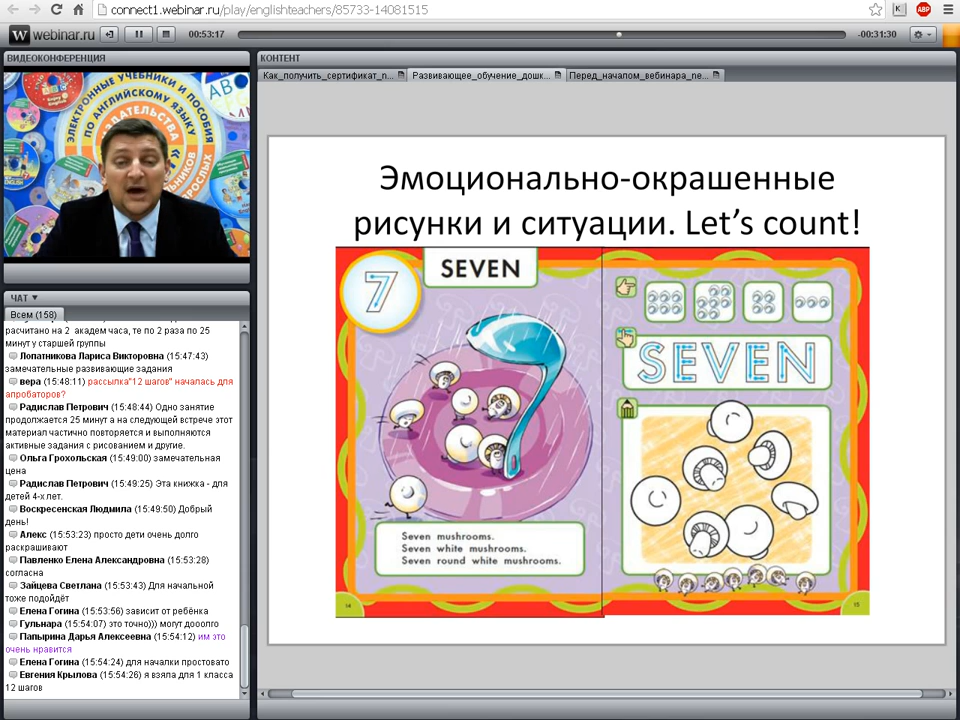 connect1.webinar.ru/play/englishteachers/85733-14081515
webinar.ru
00:53:17
-00:31:30
ВИДЕОКОНФЕРЕНЦИЯ
ЭЛЕКТРОННЫЕ УЧЕБНИКИ И ПОСОБИЯ
ПО АНГЛИЙСКОМУ ЯЗЫКУ
ИЗДАТЕЛЬСТВА
ЧАТ
Всем (158)
расчитано на 2 академ часа, те по 2 раза по 25
минут у старшей группы
Лопатникова Лариса Викторовна (15:47:43)
замечательные развивающие задания
вера (15:48:11) рассылка"12 шагов" началась для
апробаторов?
Радислав Петрович (15:48:44) Одно занятие
продолжается 25 минут а на следующей встрече этот
материал частично повторяется и выполняются
активные задания с рисованием и другие.
Ольга Грохольская (15:49:00) замечательная
цена
Радислав Петрович (15:49:25) Эта книжка - для
детей 4-х лет.
Воскресенская Людмила (15:49:50) Добрый
день!
Алекс (15:53:23) просто дети очень долго
раскрашивают
Павленко Елена Александровна (15:53:28)
согласна
Зайцева Светлана (15:53:43) Для начальной
тоже подойдёт
Елена Гогина (15:53:56) зависит от ребёнка
Гульнара (15:54:07) это точно))) могут дооолго
Папырина Дарья Алексеевна (15:54:12) им это
очень нравится
Елена Гогина (15:54:24) для началки простовато
Евгения Крылова (15:54:26) я взяла для 1 класса
12 шагов
КОНТЕНТ
Как_получить_сертификат_п...
Развивающее_обучение_дошк...
Перед_началом_вебинара_пе...
Эмоционально-окрашенные
рисунки и ситуации. Let’s count!
7
SEVEN
Seven mushrooms.
Seven white mushrooms.
Seven round white mushrooms.
14
SEVEN
15